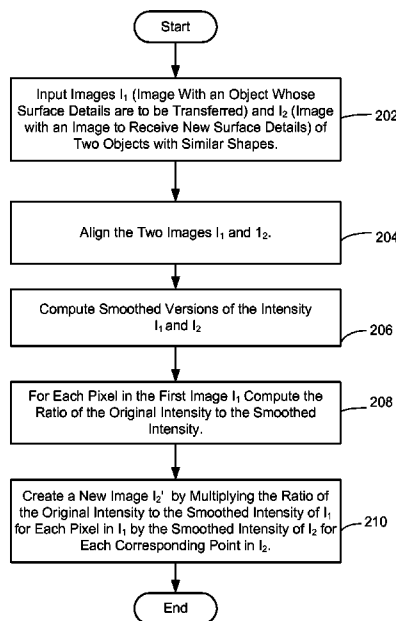 Start
Input Images I₁ (Image With an Object Whose
Surface Details are to be Transferred) and I₂ (Image
with an Image to Receive New Surface Details) of
Two Objects with Similar Shapes.
202
Align the Two Images I₁ and 1₂.
204
Compute Smoothed Versions of the Intensity
I₁ and I₂
206
For Each Pixel in the First Image I₁ Compute the
Ratio of the Original Intensity to the Smoothed
Intensity.
208
Create a New Image I₂' by Multiplying the Ratio of
the Original Intensity to the Smoothed Intensity of I₁
for Each Pixel in I₁ by the Smoothed Intensity of I₂ for
Each Corresponding Point in I₂.
210
End